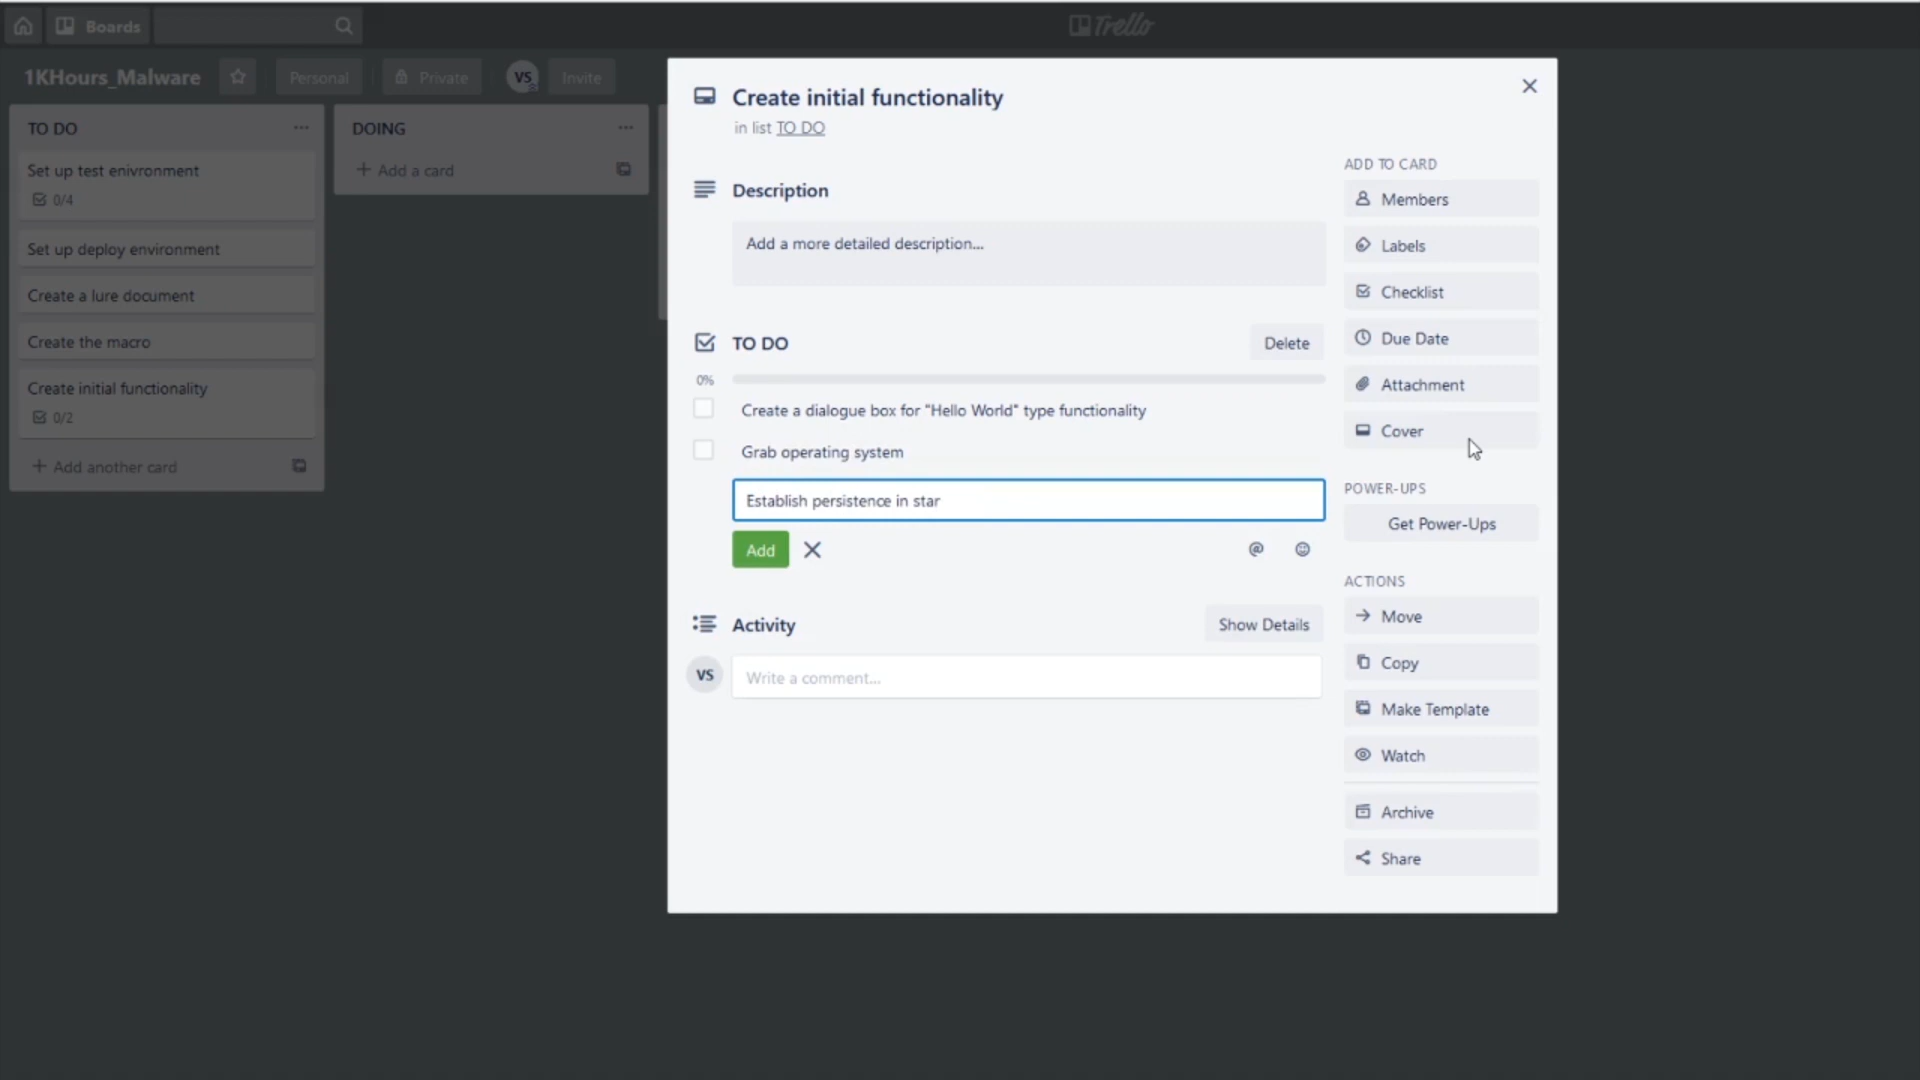 Boards
Trello
1KHours_Malware
Personal
Private
VS
Invite
TO DO
Set up test enivronment
0/4
Set up deploy environment
Create a lure document
Create the macro
Create initial functionality
0/2
+ Add another card
DOING
+ Add a card
Create initial functionality
in list TO DO
Description
Add a more detailed description...
TO DO
Delete
0%
Create a dialogue box for "Hello World" type functionality
Grab operating system
Establish persistence in star
Add
@
Activity
Show Details
VS
Write a comment...
ADD TO CARD
Members
Labels
Checklist
Due Date
Attachment
Cover
POWER-UPS
Get Power-Ups
ACTIONS
Move
Copy
Make Template
Watch
Archive
Share